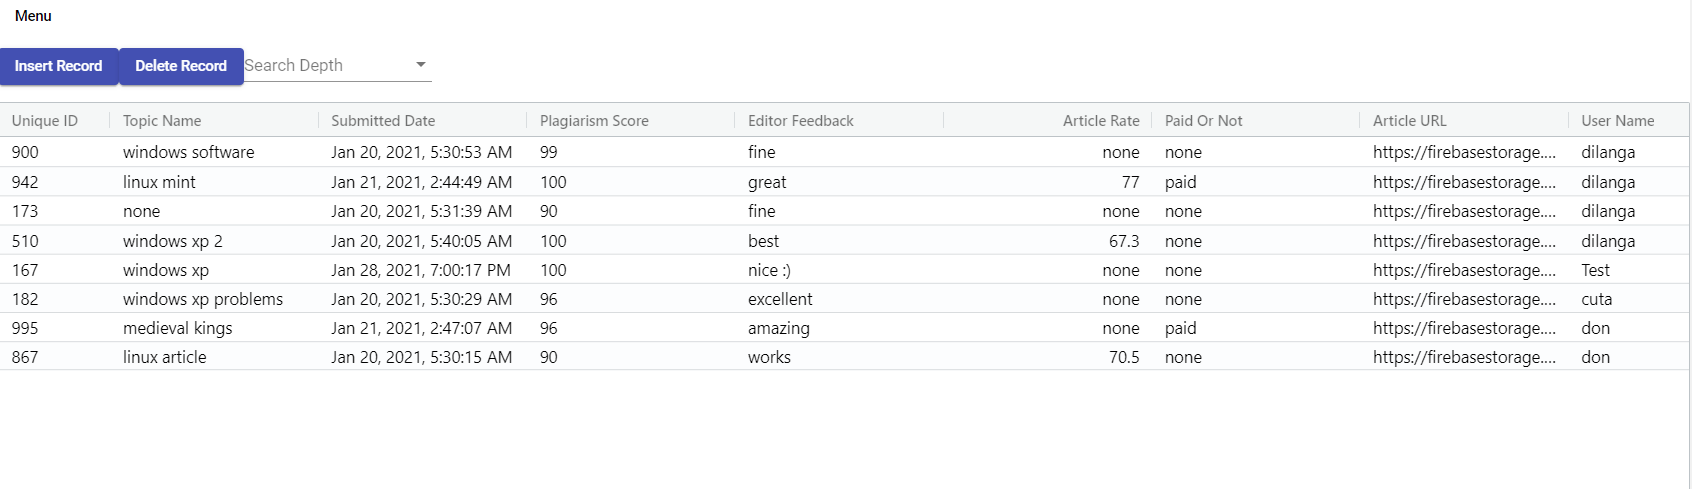 Menu
Insert Record Delete Record Search Depth
Unique ID Topic Name Submitted Date Plagiarism Score Editor Feedback Article Rate Paid Or Not Article URL User Name
900 windows software Jan 20, 2021, 5:30:53 AM 99 fine none none https://firebasestorage.... dilanga
942 linux mint Jan 21, 2021, 2:44:49 AM 100 great 77 paid https://firebasestorage.... dilanga
173 none Jan 20, 2021, 5:31:39 AM 90 fine none none https://firebasestorage.... dilanga
510 windows xp 2 Jan 20, 2021, 5:40:05 AM 100 best 67.3 none https://firebasestorage.... dilanga
167 windows xp Jan 28, 2021, 7:00:17 PM 100 nice :) none none https://firebasestorage.... Test
182 windows xp problems Jan 20, 2021, 5:30:29 AM 96 excellent none none https://firebasestorage.... cuta
995 medieval kings Jan 21, 2021, 2:47:07 AM 96 amazing none paid https://firebasestorage.... don
867 linux article Jan 20, 2021, 5:30:15 AM 90 works 70.5 none https://firebasestorage.... don